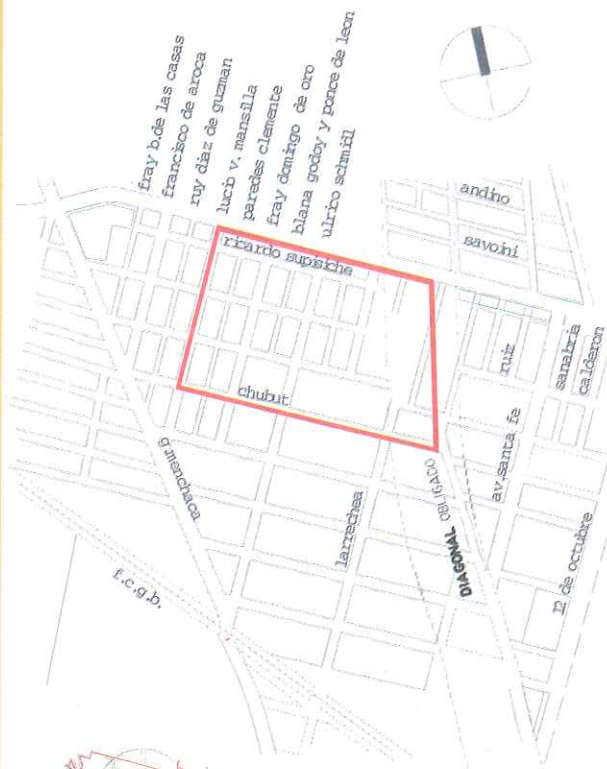 fray b.de las casas
francisco de aroca
ruy diaz de guzman
lucio v. mansilla
paredes clemente
fray domingo de oro
blana godoy y ponce de leon
ulrico schmidl
ricardo supisiche
andino
savoini
chubut
g.menchaca
ruiz
sanabria
calderon
av.santa fe
larrechea
DIAGONAL OBLIGADO
12 de octubre
f.c.g.b.